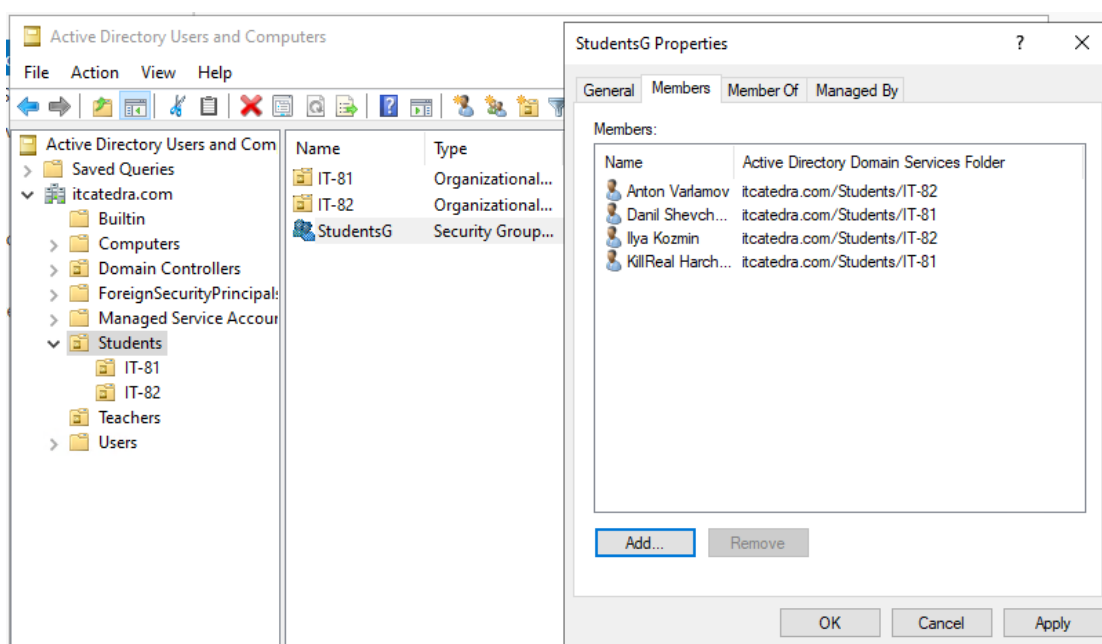 Active Directory Users and Computers
File Action View Help
Active Directory Users and Com
Saved Queries
itcatedra.com
Builtin
Computers
Domain Controllers
ForeignSecurityPrincipal:
Managed Service Accour
Students
IT-81
IT-82
Teachers
Users
Name Type
IT-81 Organizational...
IT-82 Organizational...
StudentsG Security Group...
StudentsG Properties
General Members Member Of Managed By
Members:
Name Active Directory Domain Services Folder
Anton Varlamov itcatedra.com/Students/IT-82
Danil Shevch... itcatedra.com/Students/IT-81
Ilya Kozmin itcatedra.com/Students/IT-82
KillReal Harch... itcatedra.com/Students/IT-81
Add... Remove
OK Cancel Apply